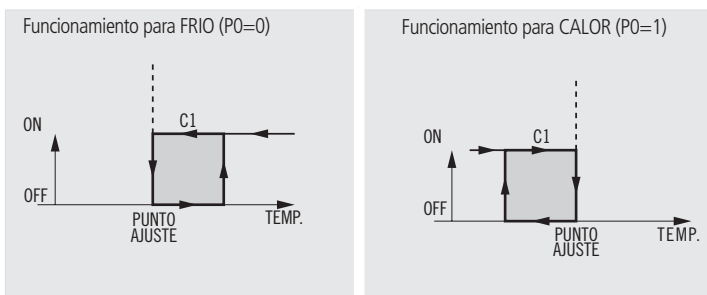 Funcionamiento para FRIO (P0=0)
ON
C1
OFF
PUNTO
AJUSTE
TEMP.
Funcionamiento para CALOR (P0=1)
ON
C1
OFF
PUNTO
AJUSTE
TEMP.